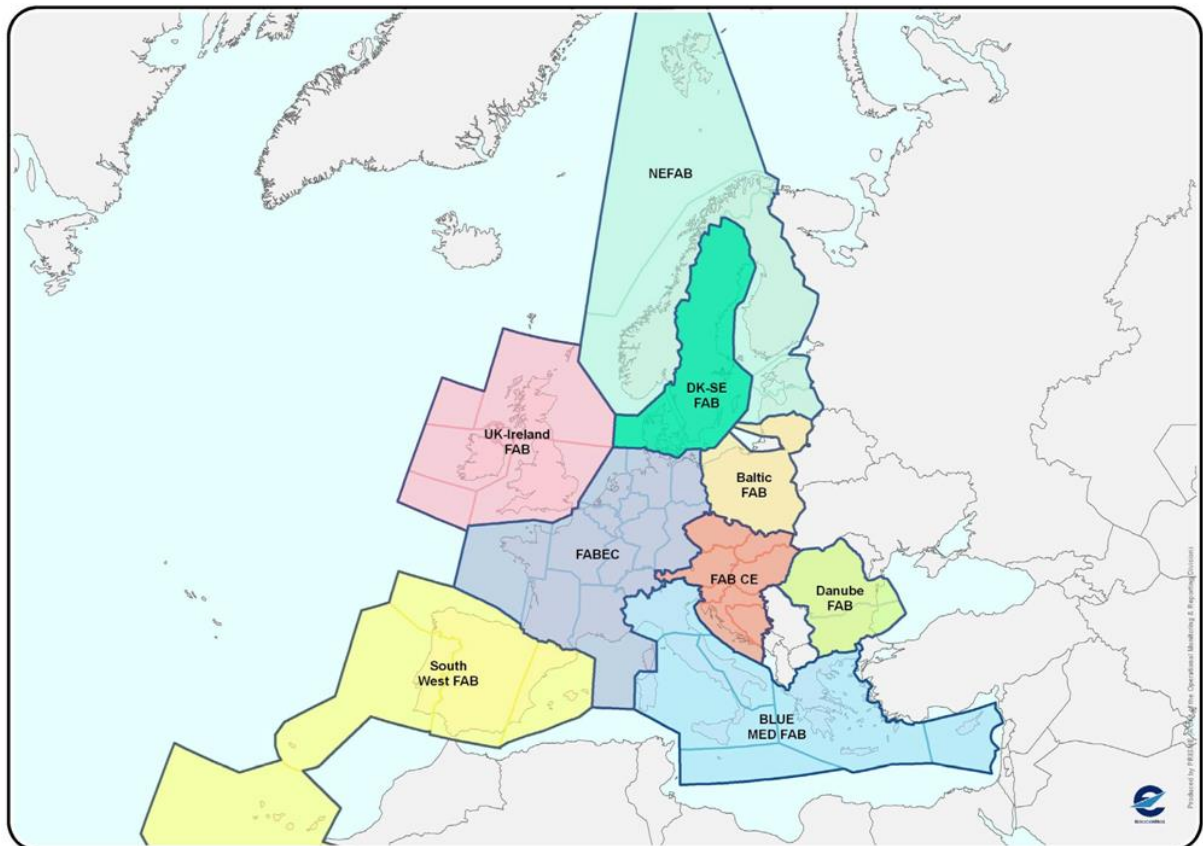 NEFAB
DK-SE
FAB
UK-Ireland
FAB
Baltic
FAB
FABEC
FAB CE
Danube
FAB
South
West FAB
BLUE
MED FAB
EUROCONTROL